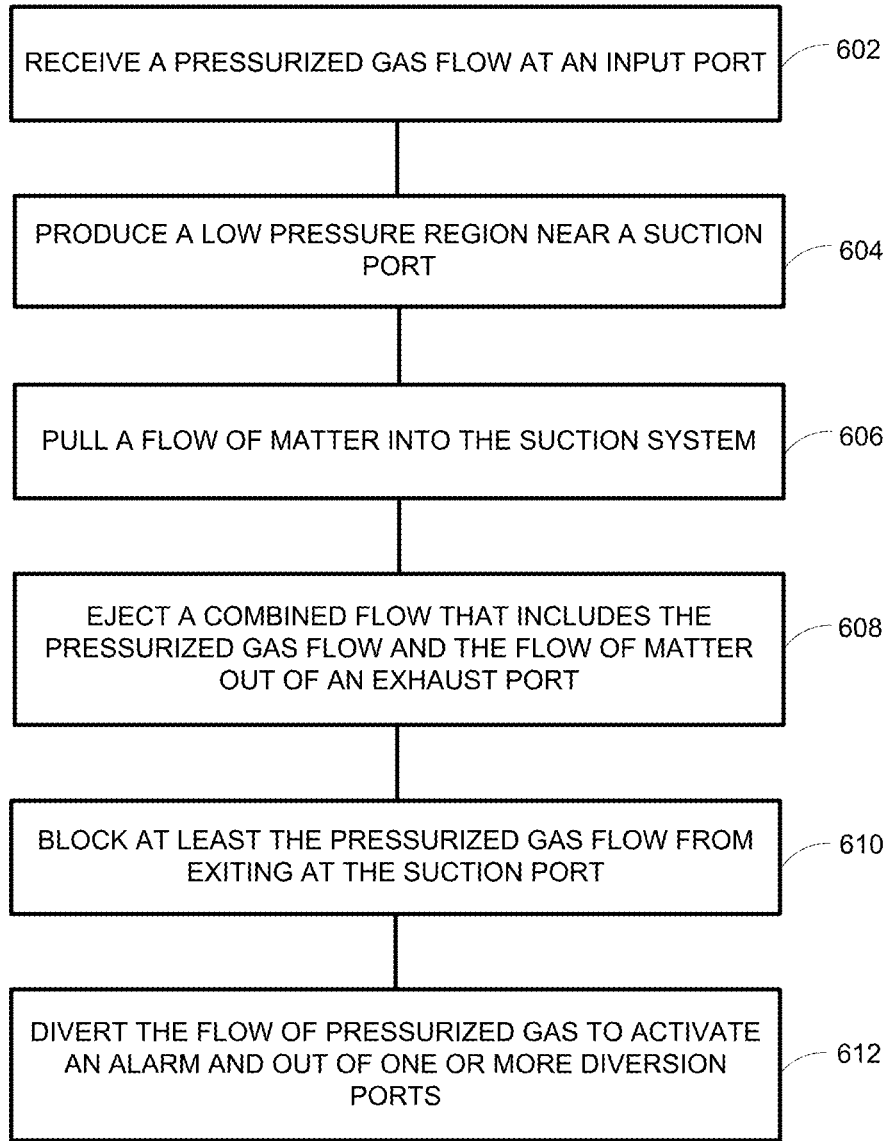 RECEIVE A PRESSURIZED GAS FLOW AT AN INPUT PORT
602
PRODUCE A LOW PRESSURE REGION NEAR A SUCTION
PORT
604
PULL A FLOW OF MATTER INTO THE SUCTION SYSTEM
606
EJECT A COMBINED FLOW THAT INCLUDES THE
PRESSURIZED GAS FLOW AND THE FLOW OF MATTER
OUT OF AN EXHAUST PORT
608
BLOCK AT LEAST THE PRESSURIZED GAS FLOW FROM
EXITING AT THE SUCTION PORT
610
DIVERT THE FLOW OF PRESSURIZED GAS TO ACTIVATE
AN ALARM AND OUT OF ONE OR MORE DIVERSION
PORTS
612